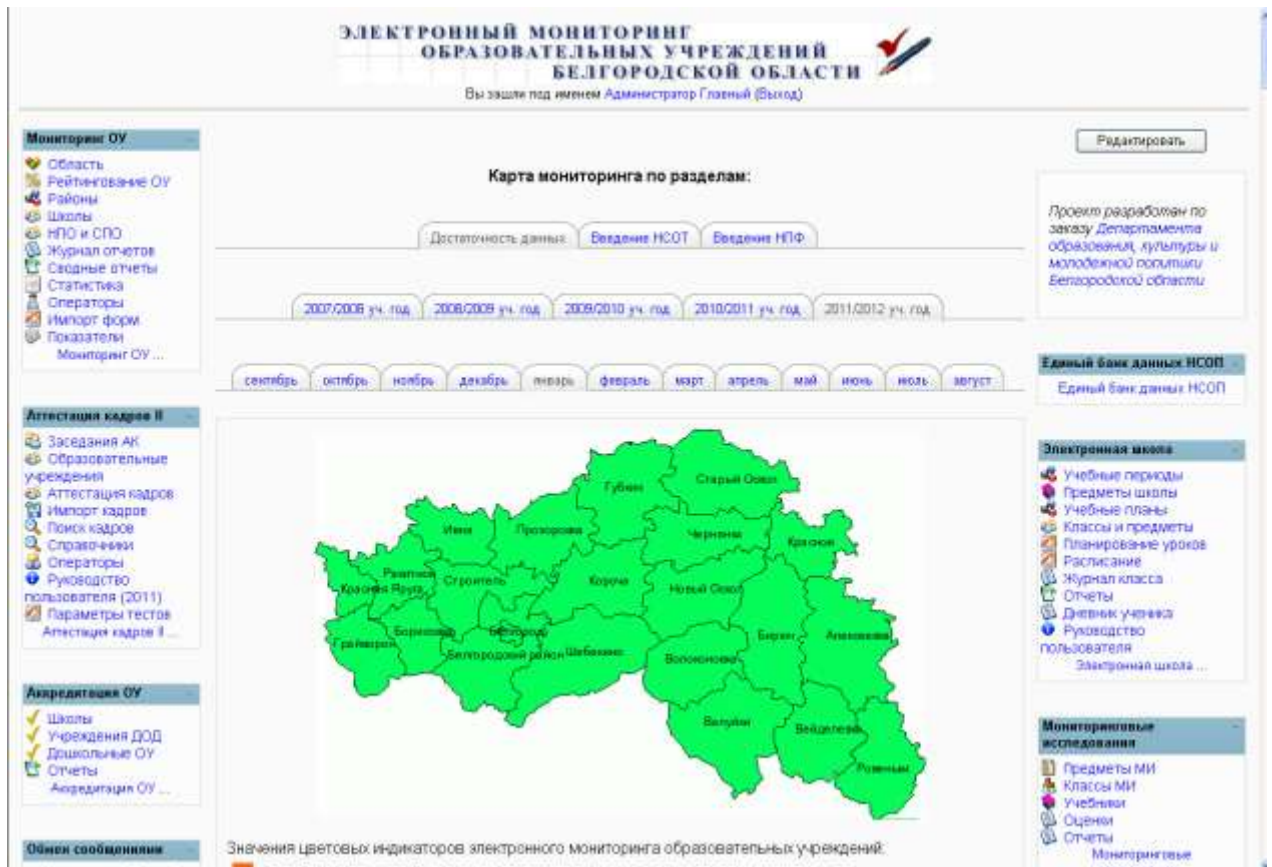 ЭЛЕКТРОННЫЙ МОНИТОРИНГ
ОБРАЗОВАТЕЛЬНЫХ УЧРЕЖДЕНИЙ
БЕЛГОРОДСКОЙ ОБЛАСТИ
Вы зашли под именем Администратор Главный (Выход)
Мониторинг ОУ
Область
Рейтингование ОУ
Районы
Школы
НПО и СПО
Журнал отчетов
Сводные отчеты
Статистика
Операторы
Импорт форм
Показатели
Мониторинг ОУ ...
Аттестация кадров II
Заседания АК
Образовательные
учреждения
Аттестация кадров
Импорт кадров
Поиск кадров
Справочники
Операторы
Руководство
пользователя (2011)
Параметры тестов
Аттестация кадров II ...
Аккредитация ОУ
Школы
Учреждения ДОД
Дошкольные ОУ
Отчеты
Аккредитация ОУ ...
Обмен сообщениями
Карта мониторинга по разделам:
Достаточность данных
Введение НСОТ
Введение НПФ
2007/2008 уч. год
2008/2009 уч. год
2009/2010 уч. год
2010/2011 уч. год
2011/2012 уч. год
сентябрь
октябрь
ноябрь
декабрь
январь
февраль
март
апрель
май
июнь
июль
август
Губкин
Старый Оскол
Ивня
Прохоровка
Чернянка
Красное
Ракитное
Красная Яруга
Строитель
Короча
Новый Оскол
Грайворон
Борисовка
Белгород
Белгородский район
Шебекино
Волоконовка
Бирюч
Алексеевка
Валуйки
Вейделевка
Ровеньки
Значения цветовых индикаторов электронного мониторинга образовательных учреждений:
Редактировать
Проект разработан по
заказу Департамента
образования, культуры и
молодежной политики
Белгородской области
Единый банк данных НСОП
Единый банк данных НСОП
Электронная школа
Учебные периоды
Предметы школы
Учебные планы
Классы и предметы
Планирование уроков
Расписание
Журнал класса
Отчеты
Дневник ученика
Руководство
пользователя
Электронная школа ...
Мониторинговые
исследования
Предметы МИ
Классы МИ
Учебники
Оценки
Отчеты
Мониторинговые